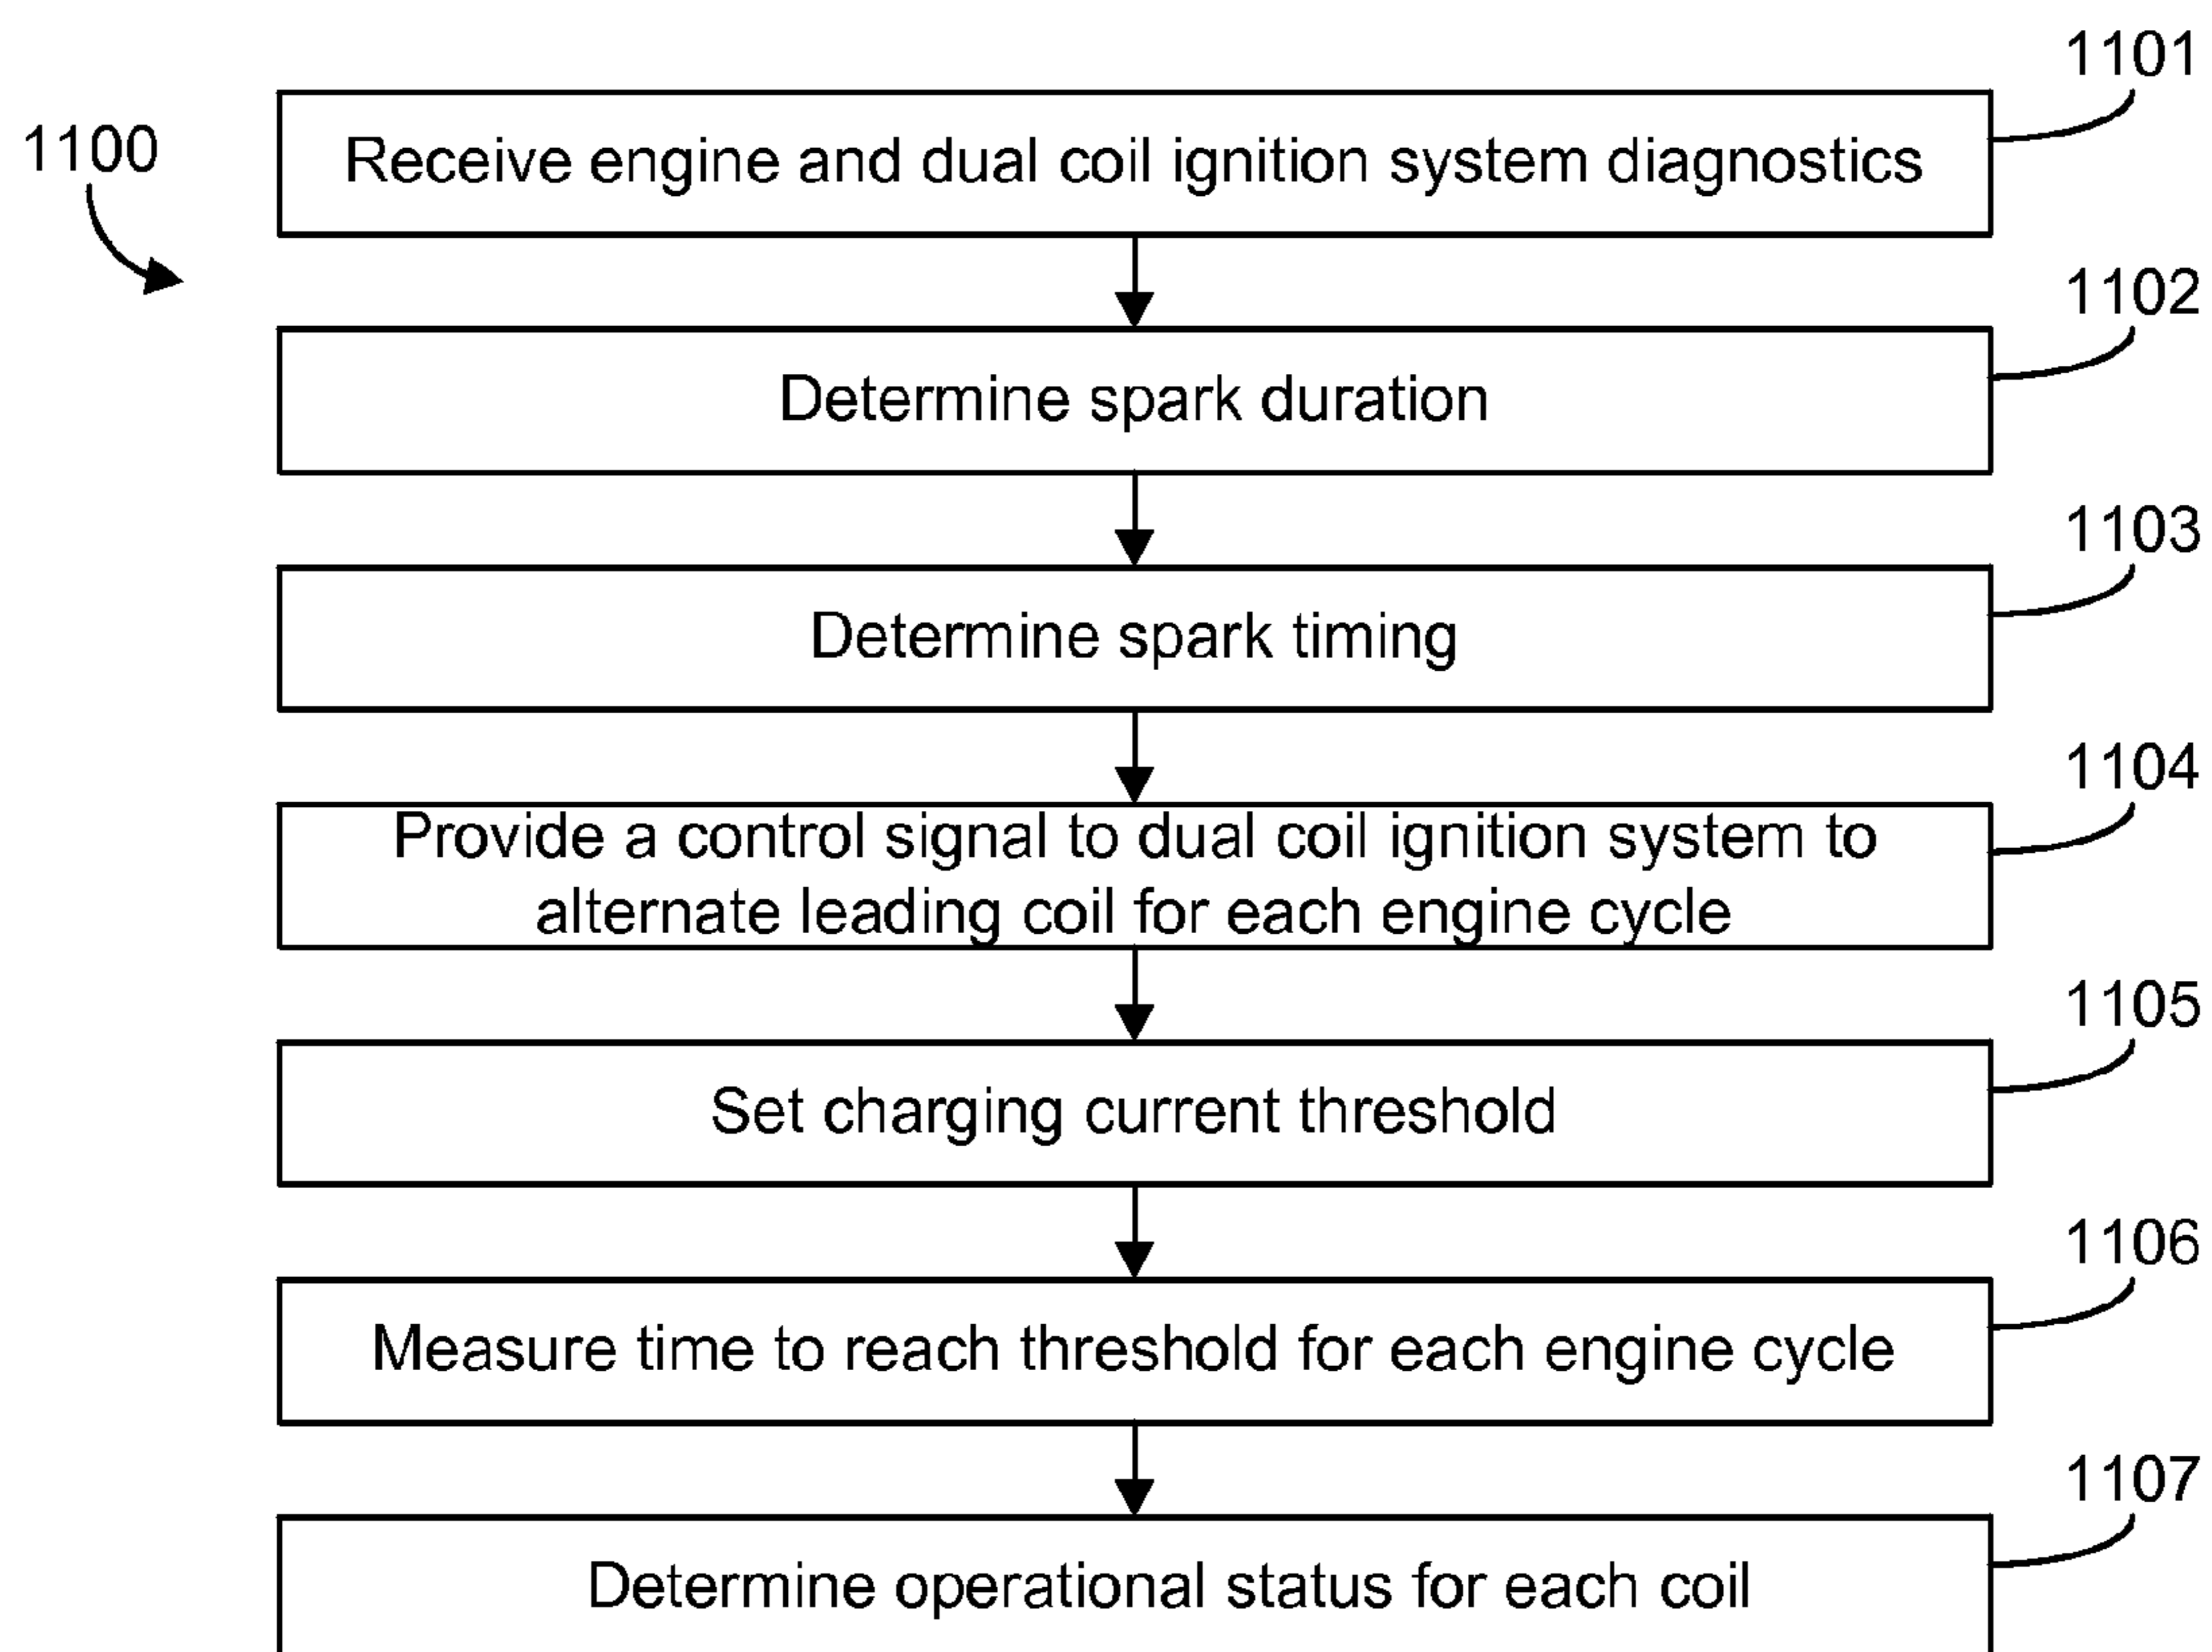 1101
1100
Receive engine and dual coil ignition system diagnostics
1102
Determine spark duration
1103
Determine spark timing
1104
Provide a control signal to dual coil ignition system to
alternate leading coil for each engine cycle
1105
Set charging current threshold
1106
Measure time to reach threshold for each engine cycle
1107
Determine operational status for each coil